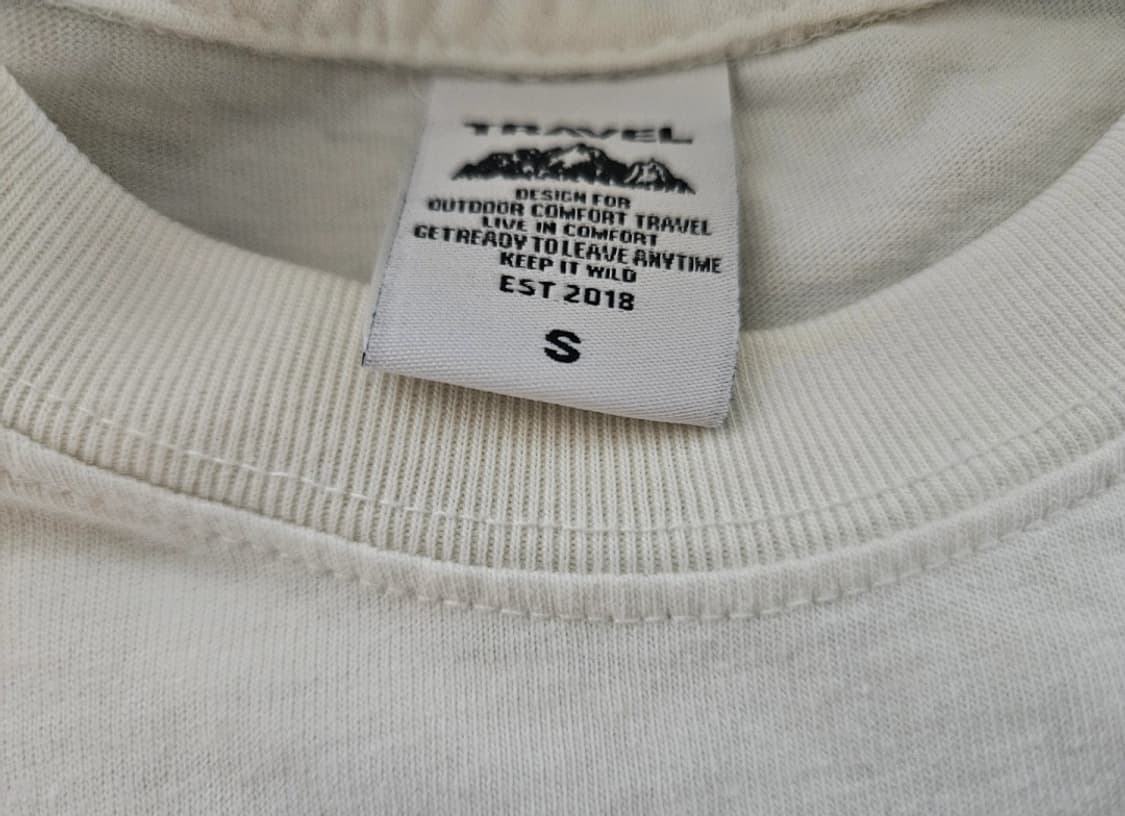 TRAVEL
DESIGN FOR
OUTDOOR COMFORT TRAVEL
LIVE IN COMFORT
GETREADY TO LEAVE ANYTIME
KEEP IT WILD
EST 2018
S